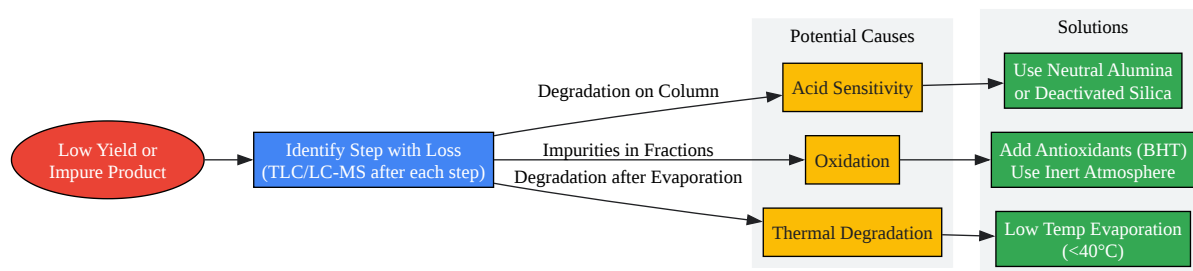 Low Yield or
Impure Product
Identify Step with Loss
(TLC/LC-MS after each step)
Degradation on Column
Impurities in Fractions
Degradation after Evaporation
Potential Causes
Acid Sensitivity
Oxidation
Thermal Degradation
Solutions
Use Neutral Alumina
or Deactivated Silica
Add Antioxidants (BHT)
Use Inert Atmosphere
Low Temp Evaporation
(<40°C)